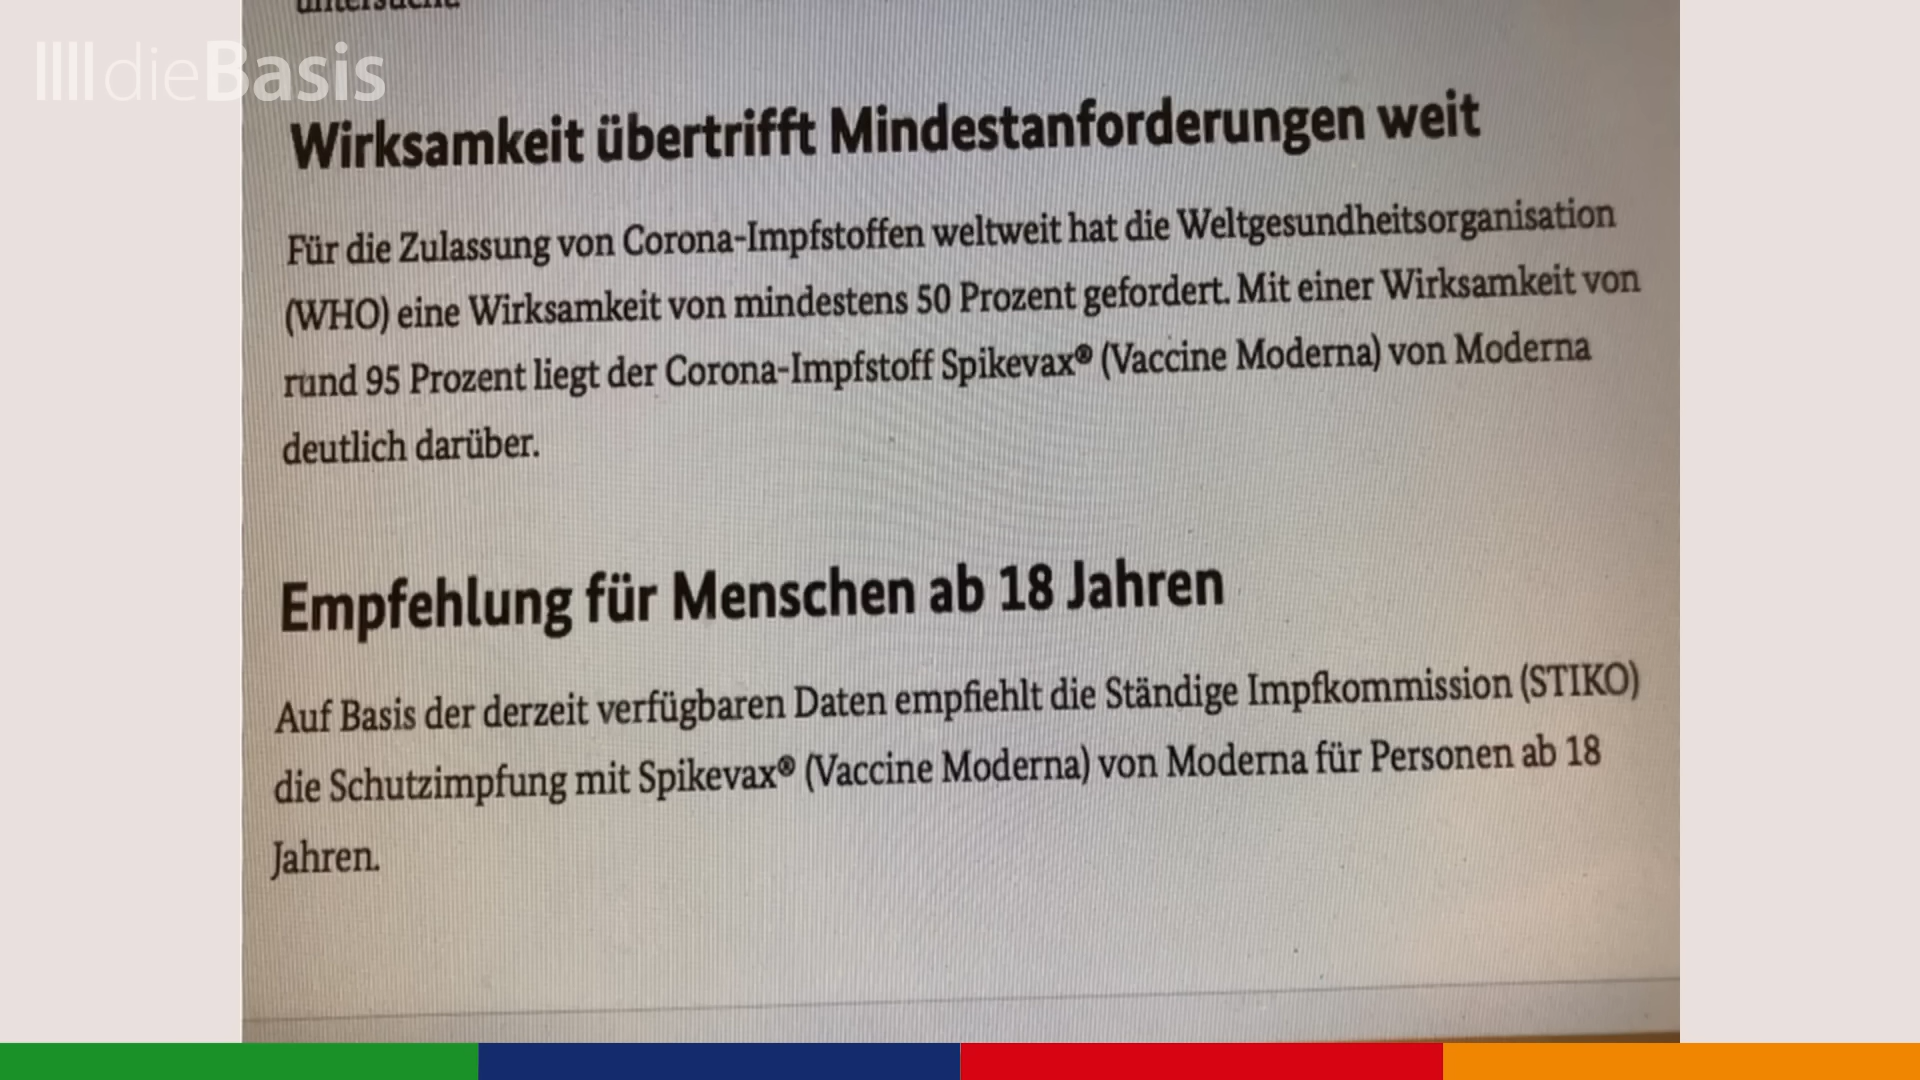 dieBasis
Wirksamkeit übertrifft Mindestanforderungen weit
Für die Zulassung von Corona-Impfstoffen weltweit hat die Weltgesundheitsorganisation
(WHO) eine Wirksamkeit von mindestens 50 Prozent gefordert. Mit einer Wirksamkeit von
rund 95 Prozent liegt der Corona-Impfstoff Spikevax® (Vaccine Moderna) von Moderna
deutlich darüber.
Empfehlung für Menschen ab 18 Jahren
Auf Basis der derzeit verfügbaren Daten empfiehlt die Ständige Impfkommission (STIKO)
die Schutzimpfung mit Spikevax® (Vaccine Moderna) von Moderna für Personen ab 18
Jahren.